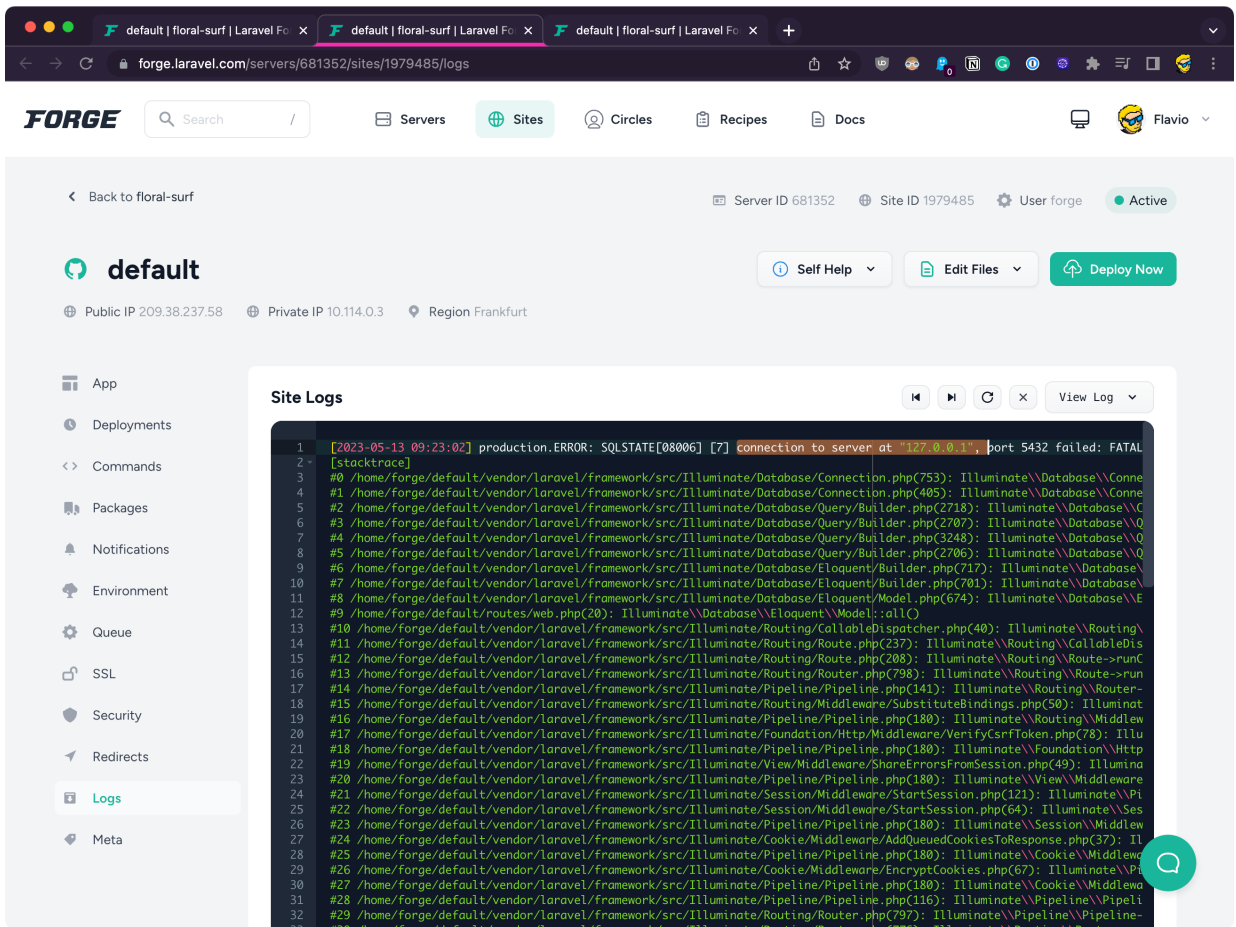 default | floral-surf | Laravel Fo
default | floral-surf | Laravel Fo
default | floral-surf | Laravel Fo
forge.laravel.com/servers/681352/sites/1979485/logs
0
FORGE
Search /
Servers
Sites
Circles
Recipes
Docs
Flavio
Back to floral-surf
Server ID 681352
Site ID 1979485
User forge
Active
default
Self Help
Edit Files
Deploy Now
Public IP 209.38.237.58
Private IP 10.114.0.3
Region Frankfurt
App
Deployments
Commands
Packages
Notifications
Environment
Queue
SSL
Security
Redirects
Logs
Meta
Site Logs
View Log
1 [2023-05-13 09:23:02] production.ERROR: SQLSTATE[08006] [7] connection to server at "127.0.0.1", port 5432 failed: FATAL
2 [stacktrace]
3 #0 /home/forge/default/vendor/laravel/framework/src/Illuminate/Database/Connection.php(753): Illuminate\\Database\\Conne
4 #1 /home/forge/default/vendor/laravel/framework/src/Illuminate/Database/Connection.php(405): Illuminate\\Database\\Conne
5 #2 /home/forge/default/vendor/laravel/framework/src/Illuminate/Database/Query/Builder.php(2718): Illuminate\\Database\\C
6 #3 /home/forge/default/vendor/laravel/framework/src/Illuminate/Database/Query/Builder.php(2707): Illuminate\\Database\\Q
7 #4 /home/forge/default/vendor/laravel/framework/src/Illuminate/Database/Query/Builder.php(3248): Illuminate\\Database\\Q
8 #5 /home/forge/default/vendor/laravel/framework/src/Illuminate/Database/Query/Builder.php(2706): Illuminate\\Database\\Q
9 #6 /home/forge/default/vendor/laravel/framework/src/Illuminate/Database/Eloquent/Builder.php(717): Illuminate\\Database\
10 #7 /home/forge/default/vendor/laravel/framework/src/Illuminate/Database/Eloquent/Builder.php(701): Illuminate\\Database\
11 #8 /home/forge/default/vendor/laravel/framework/src/Illuminate/Database/Eloquent/Model.php(674): Illuminate\\Database\\E
12 #9 /home/forge/default/routes/web.php(20): Illuminate\\Database\\Eloquent\\Model::all()
13 #10 /home/forge/default/vendor/laravel/framework/src/Illuminate/Routing/CallableDispatcher.php(40): Illuminate\\Routing\
14 #11 /home/forge/default/vendor/laravel/framework/src/Illuminate/Routing/Route.php(237): Illuminate\\Routing\\CallableDis
15 #12 /home/forge/default/vendor/laravel/framework/src/Illuminate/Routing/Route.php(208): Illuminate\\Routing\\Route->runC
16 #13 /home/forge/default/vendor/laravel/framework/src/Illuminate/Routing/Router.php(798): Illuminate\\Routing\\Route->run
17 #14 /home/forge/default/vendor/laravel/framework/src/Illuminate/Pipeline/Pipeline.php(141): Illuminate\\Routing\\Router-
18 #15 /home/forge/default/vendor/laravel/framework/src/Illuminate/Routing/Middleware/SubstituteBindings.php(50): Illuminat
19 #16 /home/forge/default/vendor/laravel/framework/src/Illuminate/Pipeline/Pipeline.php(180): Illuminate\\Routing\\Middlew
20 #17 /home/forge/default/vendor/laravel/framework/src/Illuminate/Foundation/Http/Middleware/VerifyCsrfToken.php(78): Illu
21 #18 /home/forge/default/vendor/laravel/framework/src/Illuminate/Pipeline/Pipeline.php(180): Illuminate\\Foundation\\Http
22 #19 /home/forge/default/vendor/laravel/framework/src/Illuminate/View/Middleware/ShareErrorsFromSession.php(49): Illumina
23 #20 /home/forge/default/vendor/laravel/framework/src/Illuminate/Pipeline/Pipeline.php(180): Illuminate\\View\\Middleware
24 #21 /home/forge/default/vendor/laravel/framework/src/Illuminate/Session/Middleware/StartSession.php(121): Illuminate\\Pi
25 #22 /home/forge/default/vendor/laravel/framework/src/Illuminate/Session/Middleware/StartSession.php(64): Illuminate\\Ses
26 #23 /home/forge/default/vendor/laravel/framework/src/Illuminate/Pipeline/Pipeline.php(180): Illuminate\\Session\\Middlew
27 #24 /home/forge/default/vendor/laravel/framework/src/Illuminate/Cookie/Middleware/AddQueuedCookiesToResponse.php(37): Il
28 #25 /home/forge/default/vendor/laravel/framework/src/Illuminate/Pipeline/Pipeline.php(180): Illuminate\\Cookie\\Middlewa
29 #26 /home/forge/default/vendor/laravel/framework/src/Illuminate/Cookie/Middleware/EncryptCookies.php(67): Illuminate\\Pi
30 #27 /home/forge/default/vendor/laravel/framework/src/Illuminate/Pipeline/Pipeline.php(180): Illuminate\\Cookie\\Middlewa
31 #28 /home/forge/default/vendor/laravel/framework/src/Illuminate/Pipeline/Pipeline.php(116): Illuminate\\Pipeline\\Pipeli
32 #29 /home/forge/default/vendor/laravel/framework/src/Illuminate/Routing/Router.php(797): Illuminate\\Pipeline\\Pipeline-